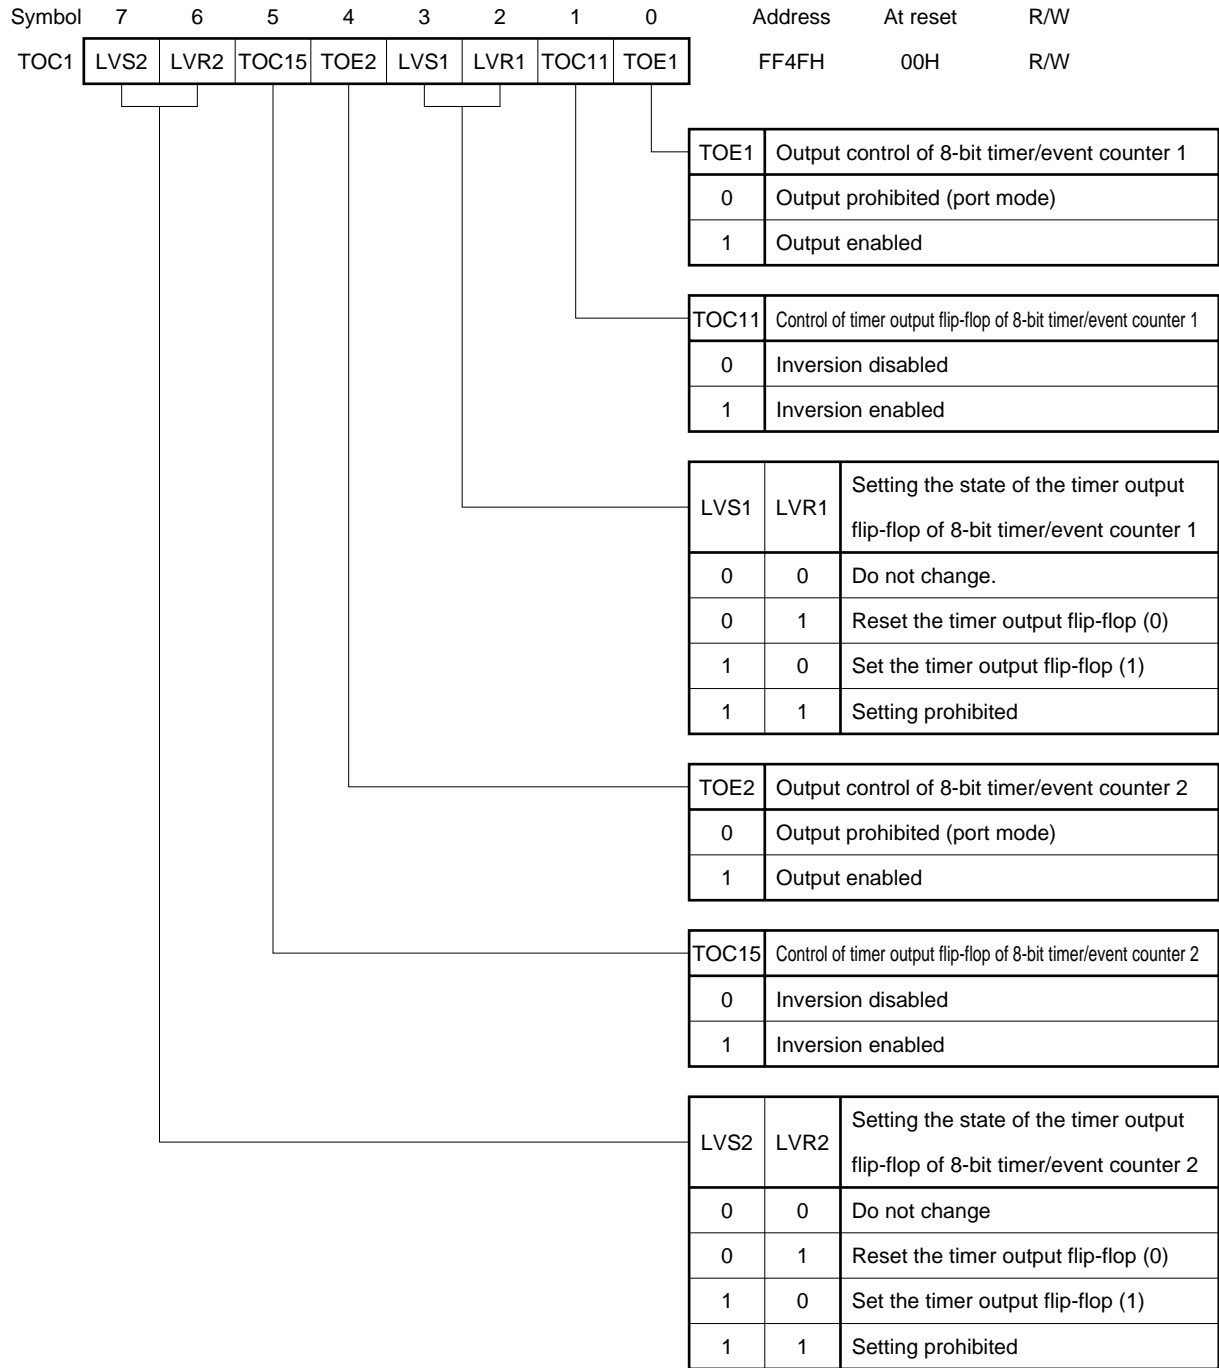 Symbol 7 6 5 4 3 2 1 0 Address At reset R/W
TOC1 LVS2 LVR2 TOC15 TOE2 LVS1 LVR1 TOC11 TOE1 FF4FH 00H R/W
TOE1 Output control of 8-bit timer/event counter 1
0 Output prohibited (port mode)
1 Output enabled
TOC11 Control of timer output flip-flop of 8-bit timer/event counter 1
0 Inversion disabled
1 Inversion enabled
LVS1 LVR1 Setting the state of the timer output
flip-flop of 8-bit timer/event counter 1
0 0 Do not change.
0 1 Reset the timer output flip-flop (0)
1 0 Set the timer output flip-flop (1)
1 1 Setting prohibited
TOE2 Output control of 8-bit timer/event counter 2
0 Output prohibited (port mode)
1 Output enabled
TOC15 Control of timer output flip-flop of 8-bit timer/event counter 2
0 Inversion disabled
1 Inversion enabled
LVS2 LVR2 Setting the state of the timer output
flip-flop of 8-bit timer/event counter 2
0 0 Do not change
0 1 Reset the timer output flip-flop (0)
1 0 Set the timer output flip-flop (1)
1 1 Setting prohibited